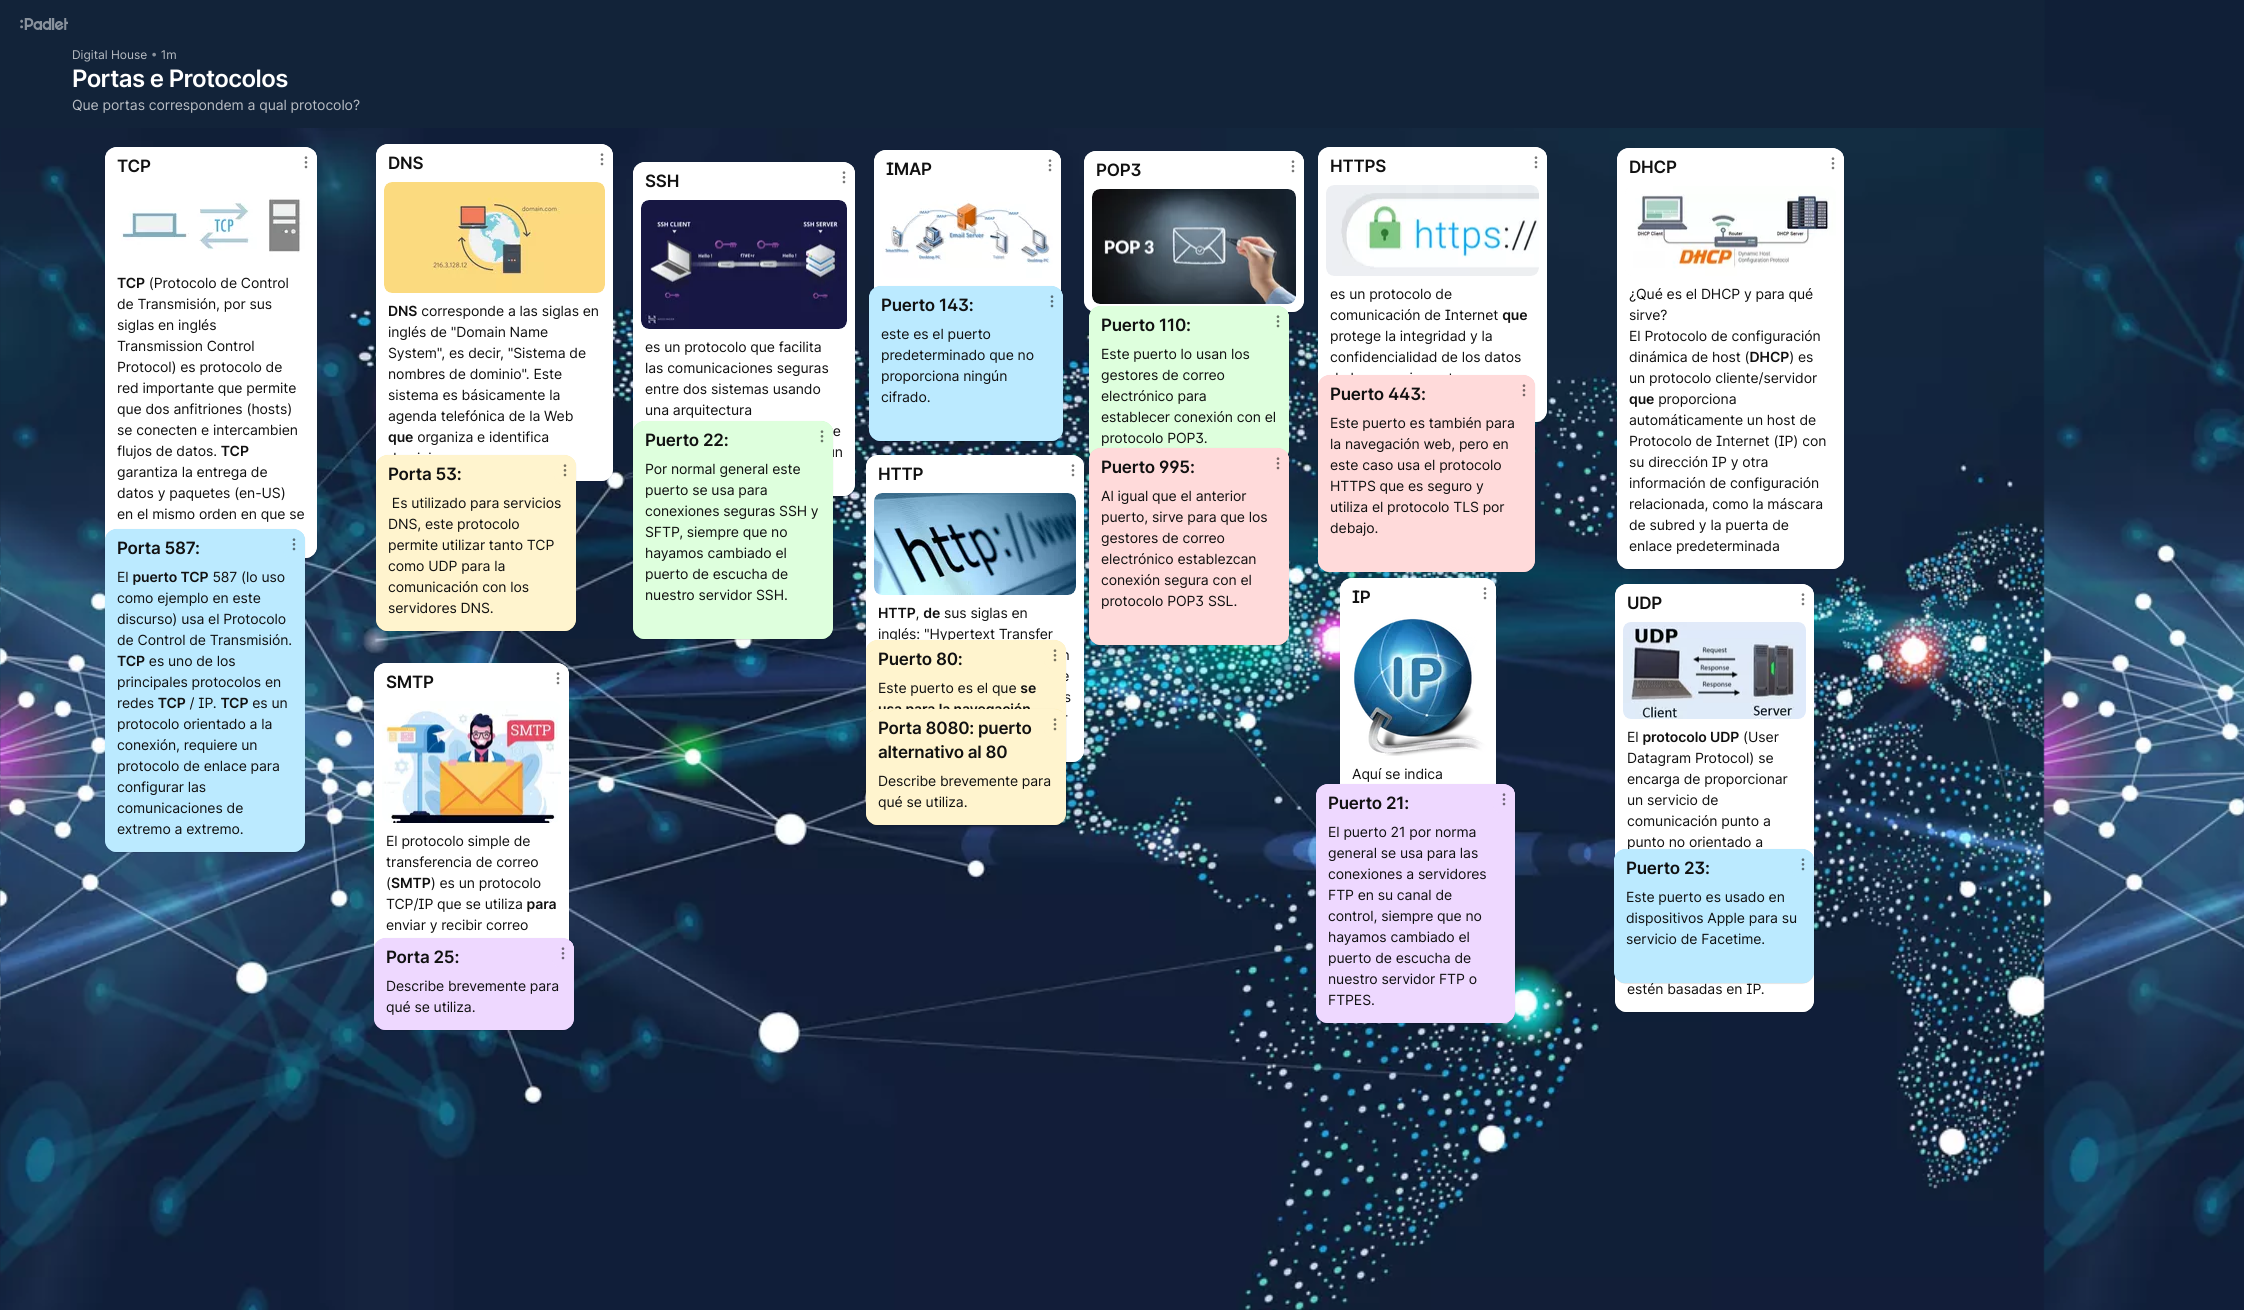 :Padlet
Digital House • 1m
Portas e Protocolos
Que portas correspondem a qual protocolo?
TCP
TCP
TCP (Protocolo de Control
de Transmisión, por sus
siglas en inglés
Transmission Control
Protocol) es protocolo de
red importante que permite
que dos anfitriones (hosts)
se conecten e intercambien
flujos de datos. TCP
garantiza la entrega de
datos y paquetes (en-US)
en el mismo orden en que se
Porta 587:
El puerto TCP 587 (lo uso
como ejemplo en este
discurso) usa el Protocolo
de Control de Transmisión.
TCP es uno de los
principales protocolos en
redes TCP / IP. TCP es un
protocolo orientado a la
conexión, requiere un
protocolo de enlace para
configurar las
comunicaciones de
extremo a extremo.
DNS
domain.com
216.3.128.12
DNS corresponde a las siglas en
inglés de "Domain Name
System", es decir, "Sistema de
nombres de dominio". Este
sistema es básicamente la
agenda telefónica de la Web
que organiza e identifica
Porta 53:
Es utilizado para servicios
DNS, este protocolo
permite utilizar tanto TCP
como UDP para la
comunicación con los
servidores DNS.
SMTP
SMTP
El protocolo simple de
transferencia de correo
(SMTP) es un protocolo
TCP/IP que se utiliza para
enviar y recibir correo
Porta 25:
Describe brevemente para
qué se utiliza.
SSH
SSH CLIENT
SSH SERVER
Hello !
Hello !
es un protocolo que facilita
las comunicaciones seguras
entre dos sistemas usando
una arquitectura
Puerto 22:
Por normal general este
puerto se usa para
conexiones seguras SSH y
SFTP, siempre que no
hayamos cambiado el
puerto de escucha de
nuestro servidor SSH.
IMAP
Email Server
Desktop PC
Desktop PC
Puerto 143:
este es el puerto
predeterminado que no
proporciona ningún
cifrado.
HTTP
http://www
HTTP, de sus siglas en
inglés: "Hypertext Transfer
Puerto 80:
Este puerto es el que se
usa para la navegación
Porta 8080: puerto
alternativo al 80
Describe brevemente para
qué se utiliza.
POP3
POP 3
Puerto 110:
Este puerto lo usan los
gestores de correo
electrónico para
establecer conexión con el
protocolo POP3.
Puerto 995:
Al igual que el anterior
puerto, sirve para que los
gestores de correo
electrónico establezcan
conexión segura con el
protocolo POP3 SSL.
HTTPS
https://
es un protocolo de
comunicación de Internet que
protege la integridad y la
confidencialidad de los datos
Puerto 443:
Este puerto es también para
la navegación web, pero en
este caso usa el protocolo
HTTPS que es seguro y
utiliza el protocolo TLS por
debajo.
IP
IP
Aquí se indica
Puerto 21:
El puerto 21 por norma
general se usa para las
conexiones a servidores
FTP en su canal de
control, siempre que no
hayamos cambiado el
puerto de escucha de
nuestro servidor FTP o
FTPES.
DHCP
DHCP Client
Router
DHCP Server
DHCP
Dynamic Host
Configuration Protocol
¿Qué es el DHCP y para qué
sirve?
El Protocolo de configuración
dinámica de host (DHCP) es
un protocolo cliente/servidor
que proporciona
automáticamente un host de
Protocolo de Internet (IP) con
su dirección IP y otra
información de configuración
relacionada, como la máscara
de subred y la puerta de
enlace predeterminada
UDP
UDP
Request
Response
Response
Client
Server
El protocolo UDP (User
Datagram Protocol) se
encarga de proporcionar
un servicio de
comunicación punto a
punto no orientado a
Puerto 23:
Este puerto es usado en
dispositivos Apple para su
servicio de Facetime.
estén basadas en IP.